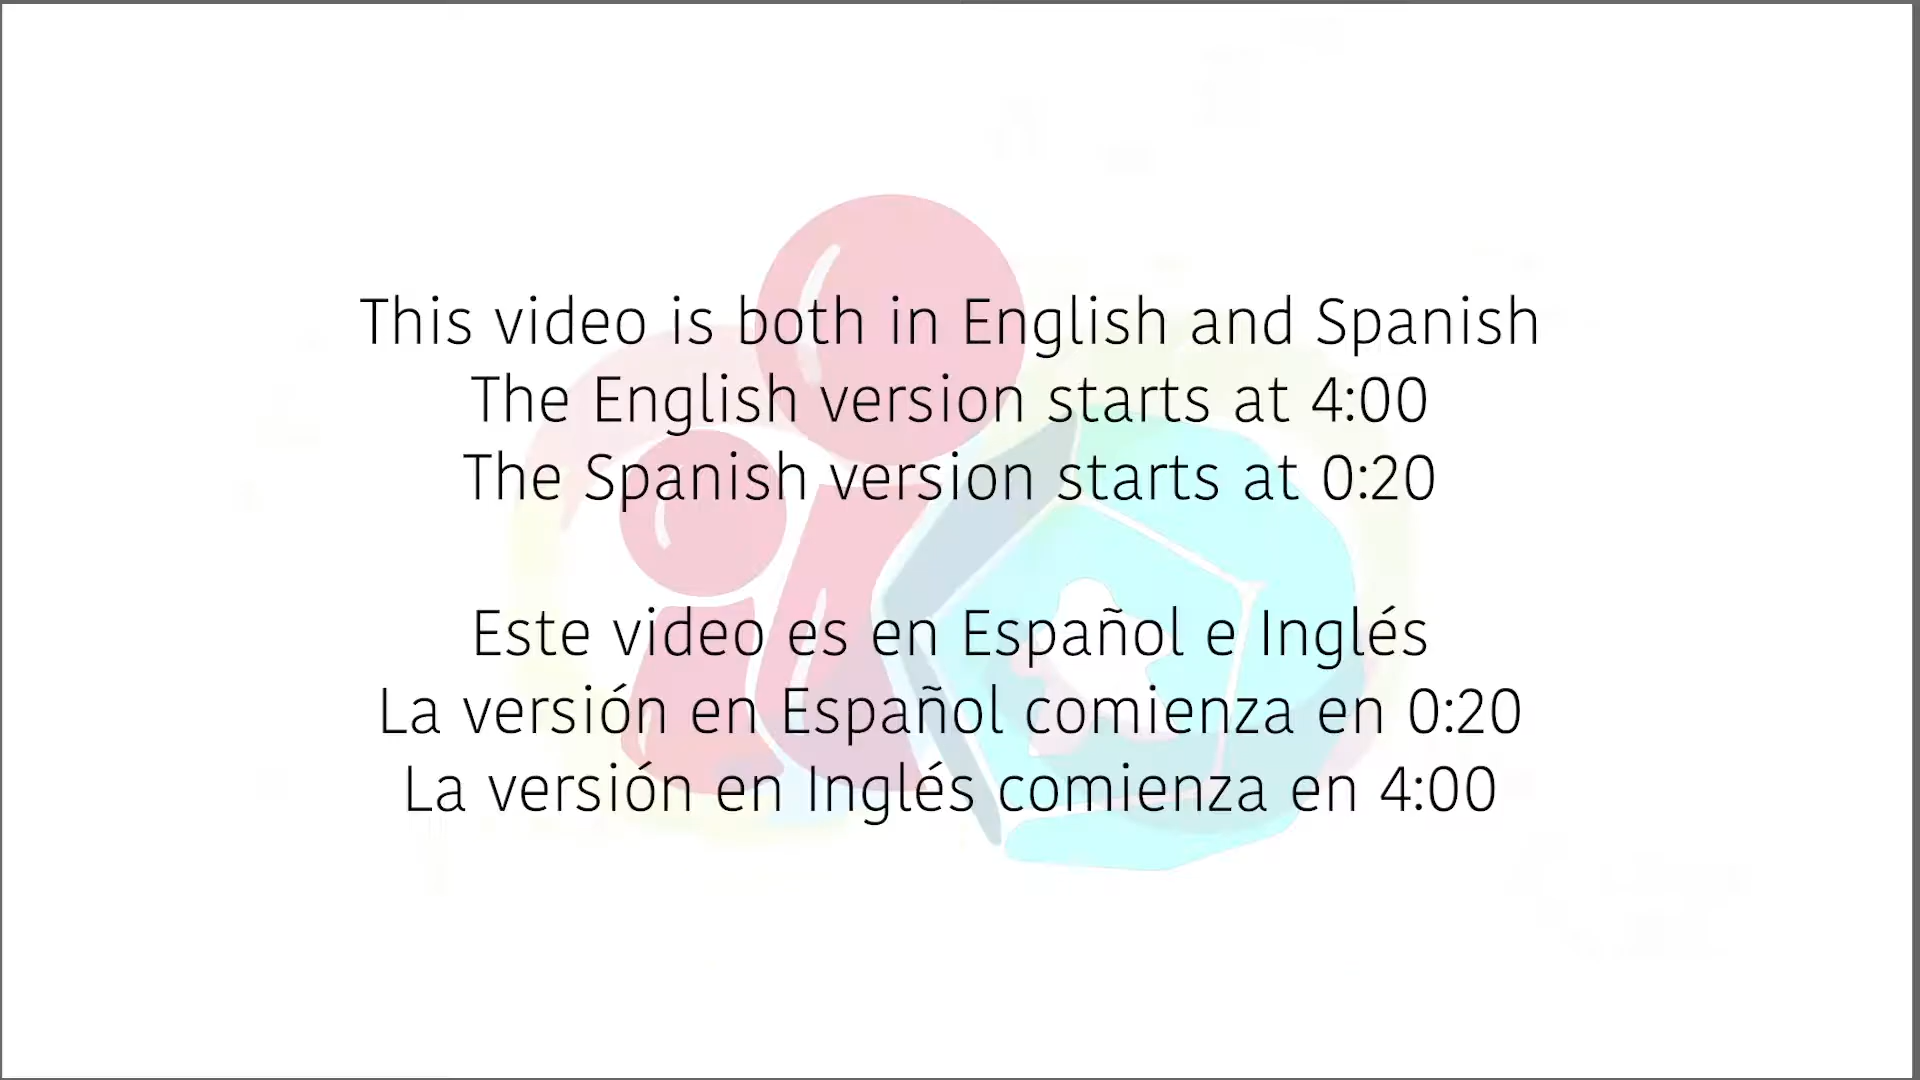 This video is both in English and Spanish
The English version starts at 4:00
The Spanish version starts at 0:20
Este video es en Español e Inglés
La versión en Español comienza en 0:20
La versión en Inglés comienza en 4:00